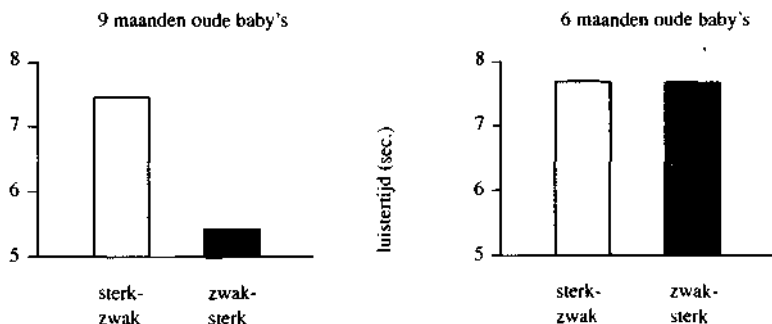 9 maanden oude baby's
8
7
6
5
sterk-
zwak
zwak-
sterk
6 maanden oude baby's
luistertijd (sec.)
8
7
6
5
sterk-
zwak
zwak-
sterk